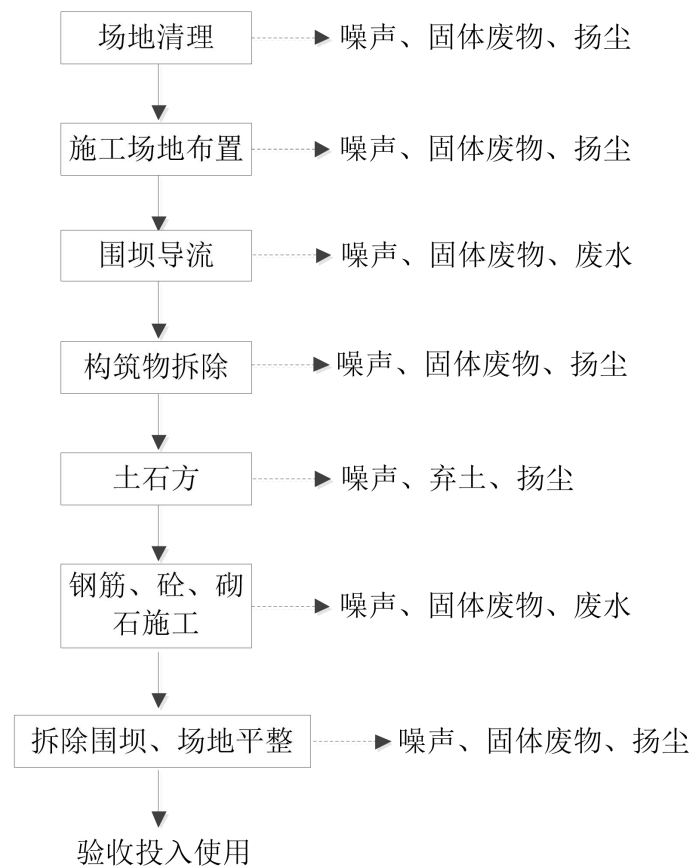 场地清理
噪声、固体废物、扬尘
施工场地布置
噪声、固体废物、扬尘
围坝导流
噪声、固体废物、废水
构筑物拆除
噪声、固体废物、扬尘
土石方
噪声、弃土、扬尘
钢筋、砼、砌
石施工
噪声、固体废物、废水
拆除围坝、场地平整
噪声、固体废物、扬尘
验收投入使用